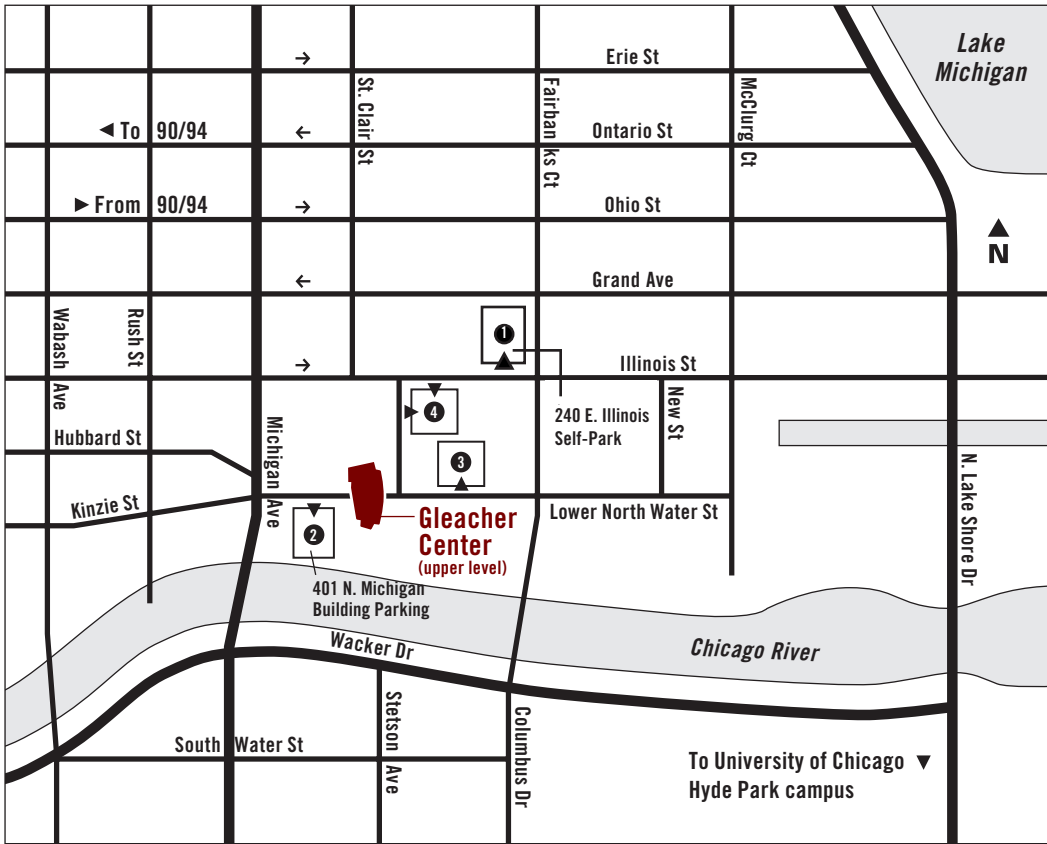 Erie St
Lake
Michigan
St. Clair St
Fairbanks Ct
McClurg Ct
◄ To 90/94
←
Ontario St
► From 90/94
→
Ohio St
▲
N
←
Grand Ave
Wabash Ave
Rush St
→
1
Illinois St
4
240 E. Illinois
Self-Park
New St
Michigan Ave
Hubbard St
3
N. Lake Shore Dr
Kinzie St
2
Gleacher
Center
(upper level)
Lower North Water St
401 N. Michigan
Building Parking
Wacker Dr
Chicago River
Stetson Ave
Columbus Dr
South Water St
To University of Chicago ▼
Hyde Park campus